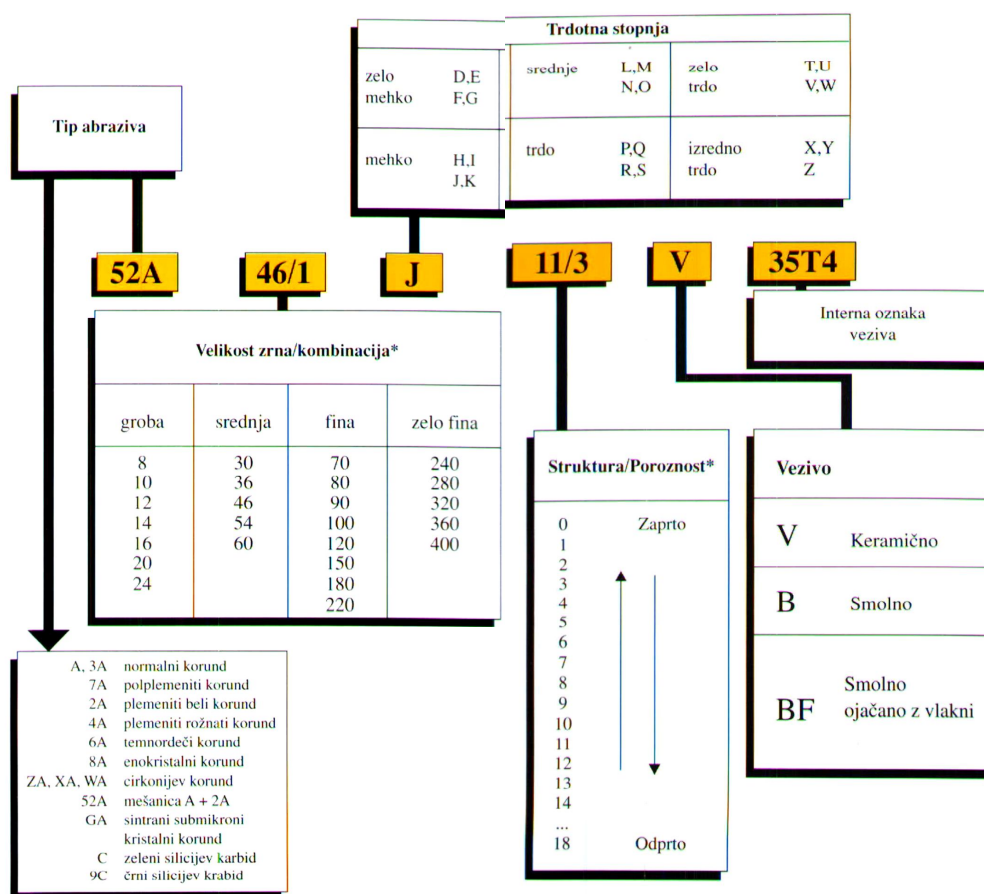 Trdotna stopnja
zelo mehko D,E F,G
srednje L,M N,O
zelo trdo T,U V,W
mehko H,I J,K
trdo P,Q R,S
izredno trdo X,Y Z
Tip abraziva
52A 46/1 J 11/3 V 35T4
Interna oznaka
veziva
Velikost zrna/kombinacija*
groba srednja fina zelo fina
8 30 70 240
10 36 80 280
12 46 90 320
14 54 100 360
16 60 120 400
20 150
24 180
220
Struktura/Poroznost*
0 Zaprto
1
2
3
4
5
6
7
8
9
10
11
12
13
14
...
18 Odprto
Vezivo
V Keramično
B Smolno
BF Smolno
ojačano z vlakni
A, 3A normalni korund
7A polplemeniti korund
2A plemeniti beli korund
4A plemeniti rožnati korund
6A temnordeči korund
8A enokristalni korund
ZA, XA, WA cirkonijev korund
52A mešanica A + 2A
GA sintrani submikroni
kristalni korund
C zeleni silicijev karbid
9C črni silicijev krabid